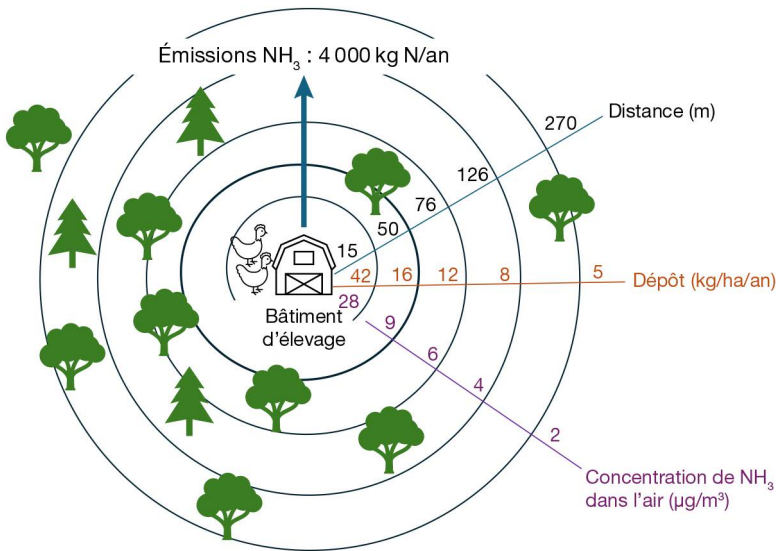 Émissions NH₃ : 4 000 kg N/an
Distance (m)
270
126
76
50
15
42 16 12 8 5
Dépôt (kg/ha/an)
28
9
6
4
2
Bâtiment
d'élevage
Concentration de NH₃
dans l'air (µg/m³)